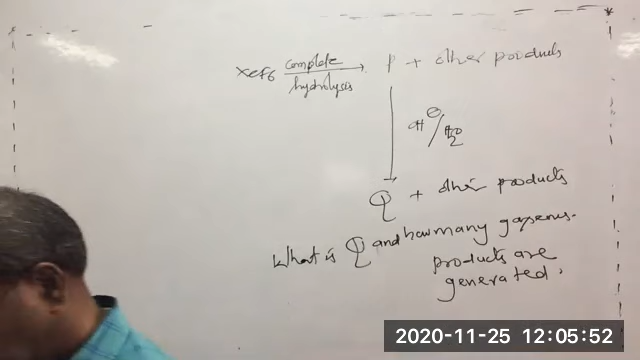 XeF6 complete hydrolysis → P + other products
OH⊖/H2O
Q + other products
What is Q and how many gaseous
products are
generated.
2020-11-25 12:05:52